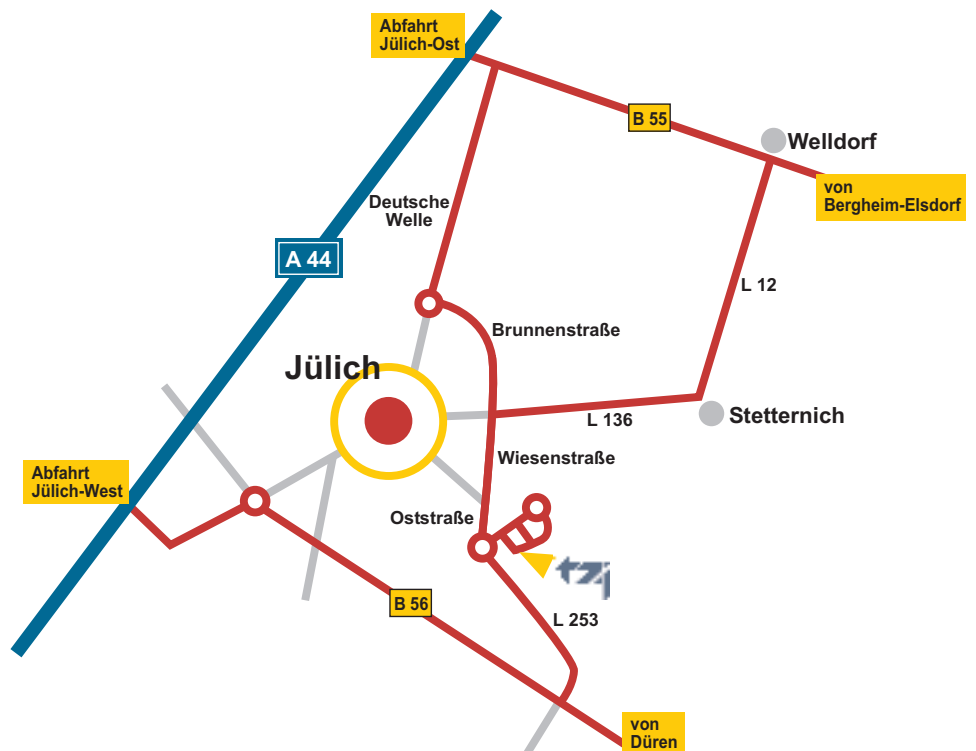 Abfahrt
Jülich-Ost
B 55
Welldorf
von
Bergheim-Elsdorf
Deutsche
Welle
A 44
L 12
Brunnenstraße
Jülich
Stetternich
L 136
Wiesenstraße
Abfahrt
Jülich-West
Oststraße
tzj
B 56
L 253
von
Düren